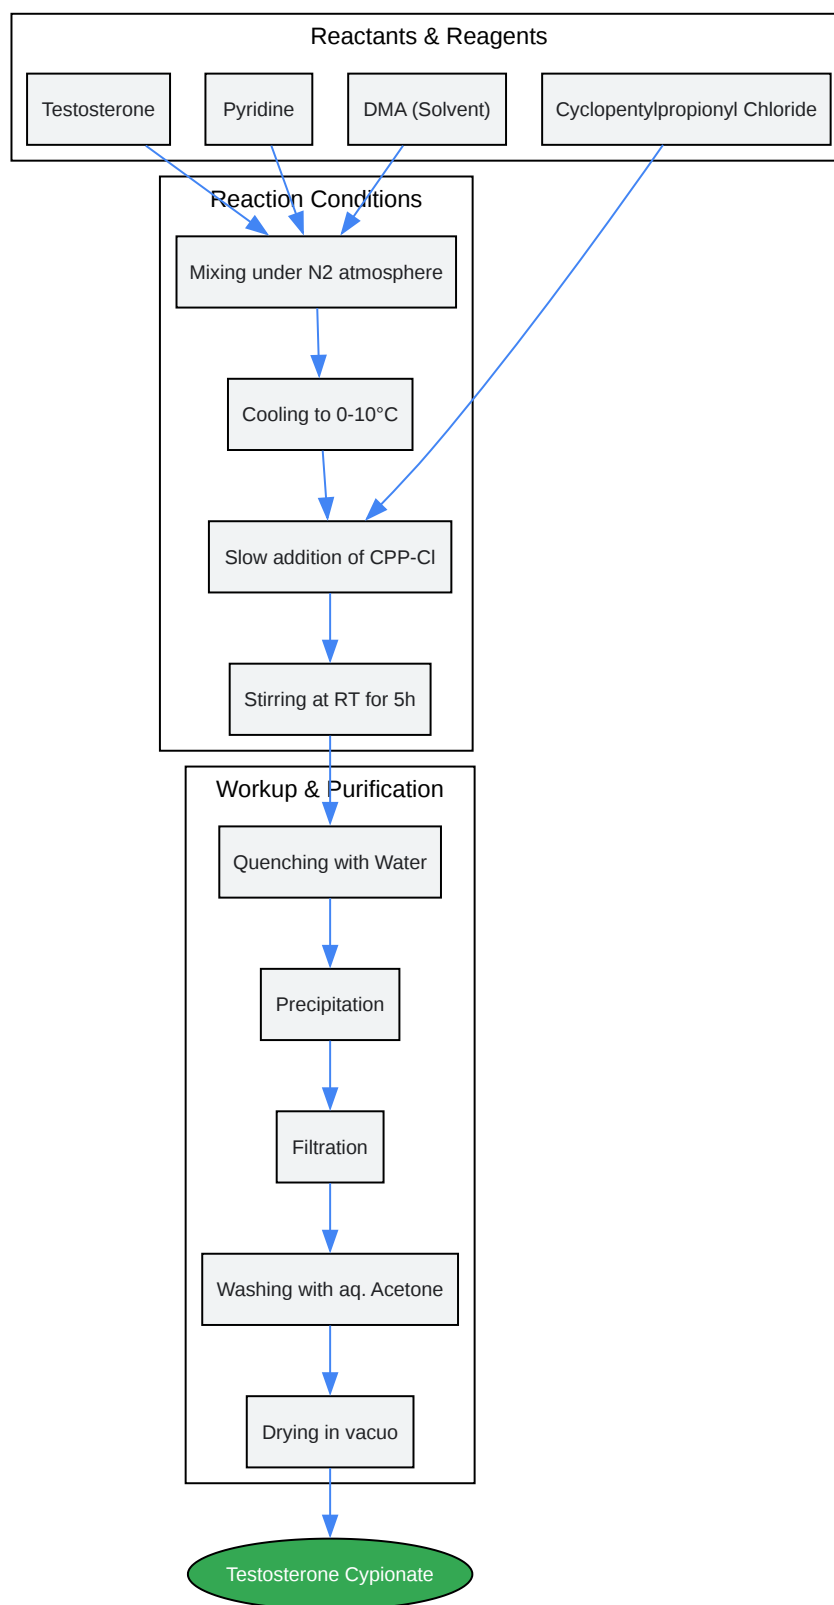 Reactants & Reagents
Testosterone
Pyridine
DMA (Solvent)
Cyclopentylpropionyl Chloride
Reaction Conditions
Mixing under N2 atmosphere
Cooling to 0-10°C
Slow addition of CPP-Cl
Stirring at RT for 5h
Workup & Purification
Quenching with Water
Precipitation
Filtration
Washing with aq. Acetone
Drying in vacuo
Testosterone Cypionate